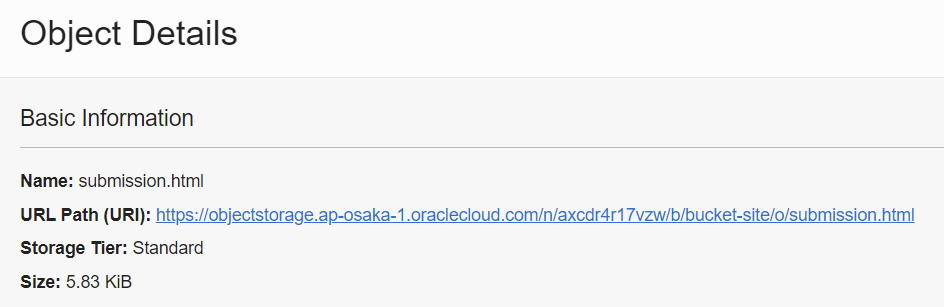 Object Details
Basic Information
Name: submission.html
URL Path (URI): https://objectstorage.ap-osaka-1.oraclecloud.com/n/axcdr4r17vzw/b/bucket-site/o/submission.html
Storage Tier: Standard
Size: 5.83 KiB